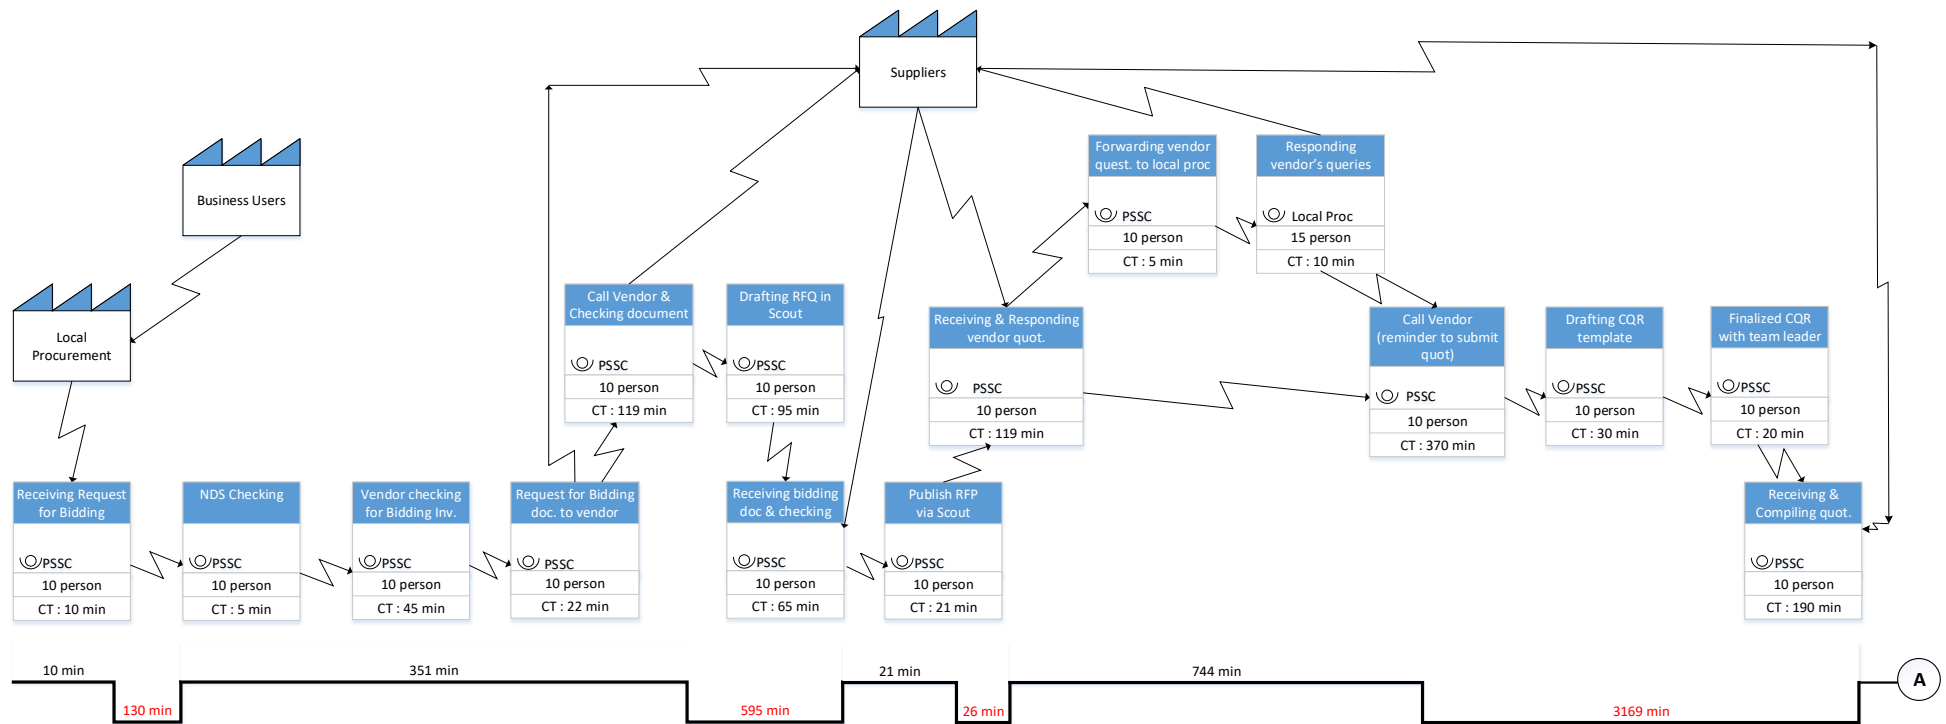 Suppliers
Business Users
Local
Procurement
Forwarding vendor
quest. to local proc
PSSC
10 person
CT : 5 min
Responding
vendor's queries
Local Proc
15 person
CT : 10 min
Call Vendor &
Checking document
PSSC
10 person
CT : 119 min
Drafting RFQ in
Scout
PSSC
10 person
CT : 95 min
Receiving & Responding
vendor quot.
PSSC
10 person
CT : 119 min
Call Vendor
(reminder to submit
quot)
PSSC
10 person
CT : 370 min
Drafting CQR
template
PSSC
10 person
CT : 30 min
Finalized CQR
with team leader
PSSC
10 person
CT : 20 min
Receiving Request
for Bidding
PSSC
10 person
CT : 10 min
NDS Checking
PSSC
10 person
CT : 5 min
Vendor checking
for Bidding Inv.
PSSC
10 person
CT : 45 min
Request for Bidding
doc. to vendor
PSSC
10 person
CT : 22 min
Receiving bidding
doc & checking
PSSC
10 person
CT : 65 min
Publish RFP
via Scout
PSSC
10 person
CT : 21 min
Receiving &
Compiling quot.
PSSC
10 person
CT : 190 min
10 min
130 min
351 min
595 min
21 min
26 min
744 min
3169 min
A